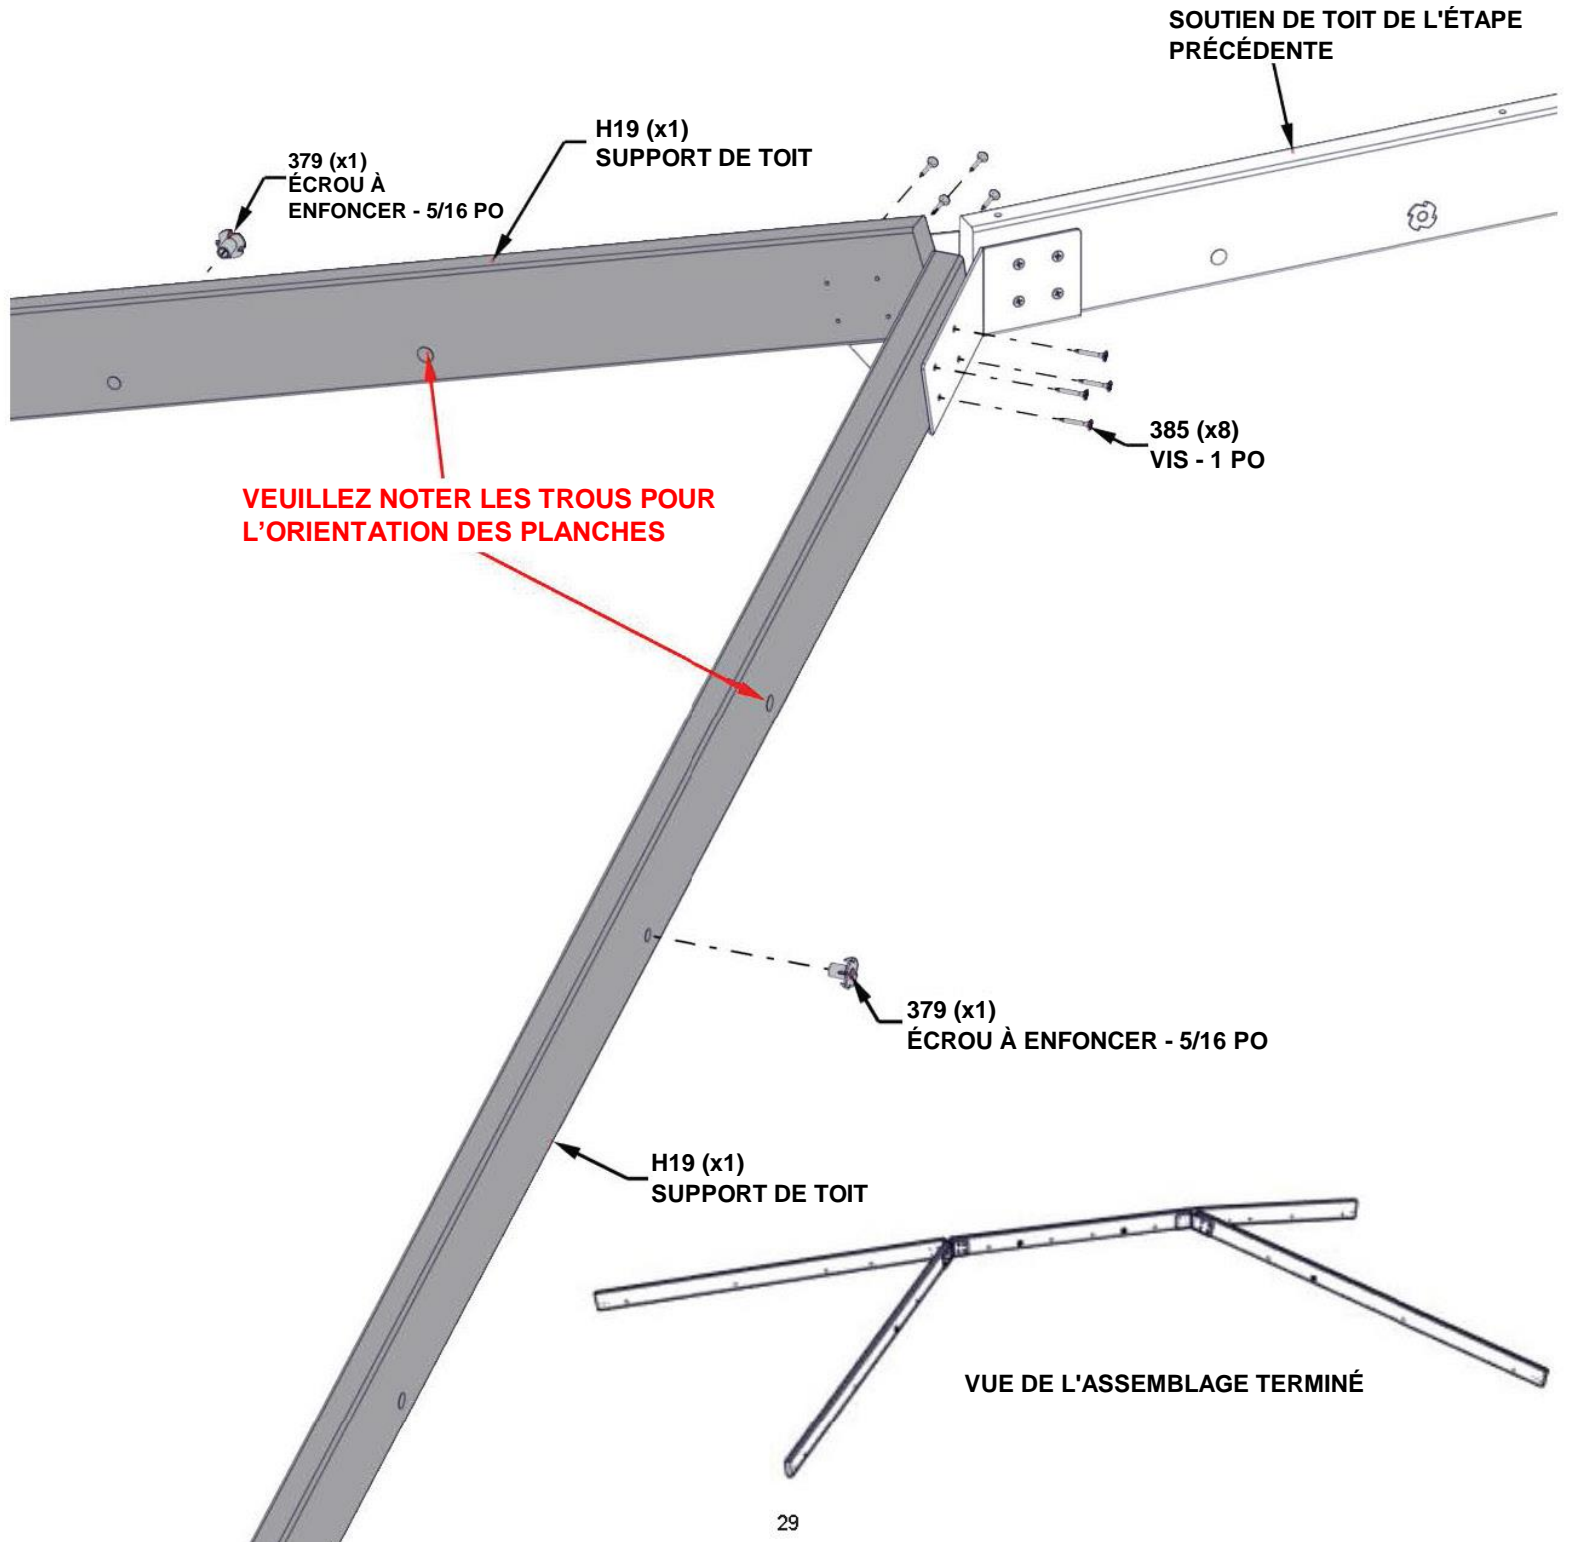 SOUTIEN DE TOIT DE L'ÉTAPE
PRÉCÉDENTE
H19 (x1)
SUPPORT DE TOIT
379 (x1)
ÉCROU À
ENFONCER - 5/16 PO
385 (x8)
VIS - 1 PO
VEUILLEZ NOTER LES TROUS POUR
L’ORIENTATION DES PLANCHES
379 (x1)
ÉCROU À ENFONCER - 5/16 PO
H19 (x1)
SUPPORT DE TOIT
VUE DE L'ASSEMBLAGE TERMINÉ
29